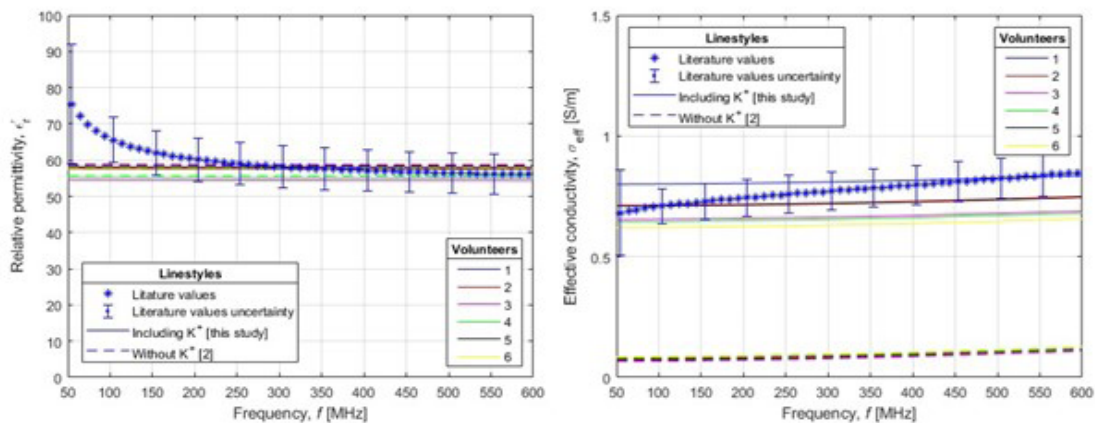 100
90
80
70
60
50
40
30
20
10
0
Relative permittivity, ε'r
Linestyles
Litature values
Literature values uncertainty
Including K+ [this study]
Without K+ [2]
Volunteers
1
2
3
4
5
6
50 100 150 200 250 300 350 400 450 500 550 600
Frequency, f [MHz]
1.5
1
0.5
0
Effective conductivity, σeff [S/m]
Linestyles
Literature values
Literature values uncertainty
Including K+ [this study]
Without K+ [2]
Volunteers
1
2
3
4
5
6
50 100 150 200 250 300 350 400 450 500 550 600
Frequency, f [MHz]